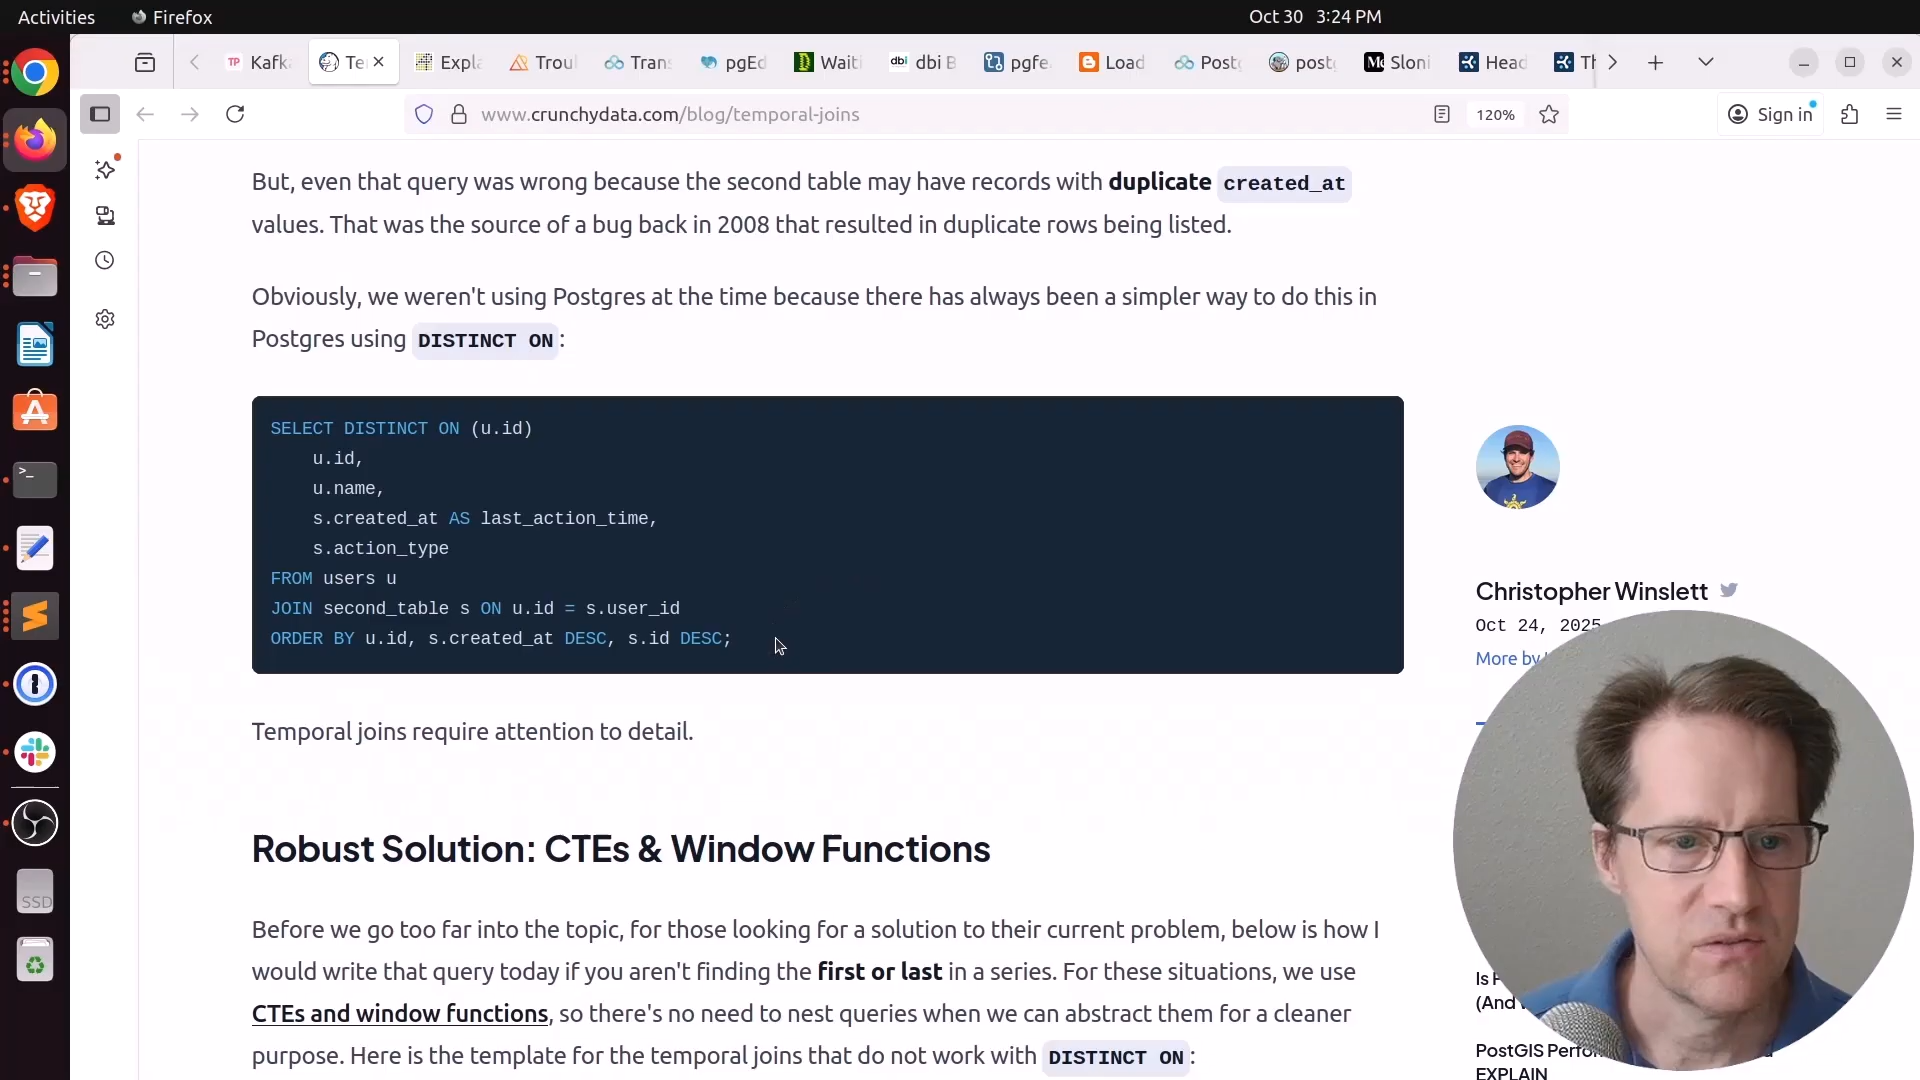 Activities
Firefox
Oct 30 3:24 PM
Kafk
Te
Expla
Trou
Trans
pgEd
Waiti
dbi B
pgfe
Load
Post
post
Sloni
Head
Th
www.crunchydata.com/blog/temporal-joins
120%
Sign in
But, even that query was wrong because the second table may have records with duplicate created_at
values. That was the source of a bug back in 2008 that resulted in duplicate rows being listed.
Obviously, we weren't using Postgres at the time because there has always been a simpler way to do this in
Postgres using DISTINCT ON:
SELECT DISTINCT ON (u.id)
u.id,
u.name,
s.created_at AS last_action_time,
s.action_type
FROM users u
JOIN second_table s ON u.id = s.user_id
ORDER BY u.id, s.created_at DESC, s.id DESC;
Temporal joins require attention to detail.
Robust Solution: CTEs & Window Functions
Before we go too far into the topic, for those looking for a solution to their current problem, below is how I
would write that query today if you aren't finding the first or last in a series. For these situations, we use
CTEs and window functions, so there's no need to nest queries when we can abstract them for a cleaner
purpose. Here is the template for the temporal joins that do not work with DISTINCT ON:
Christopher Winslett
Oct 24, 2025
More by
Is
(And
PostGIS Perfo
EXPLAIN
SSD